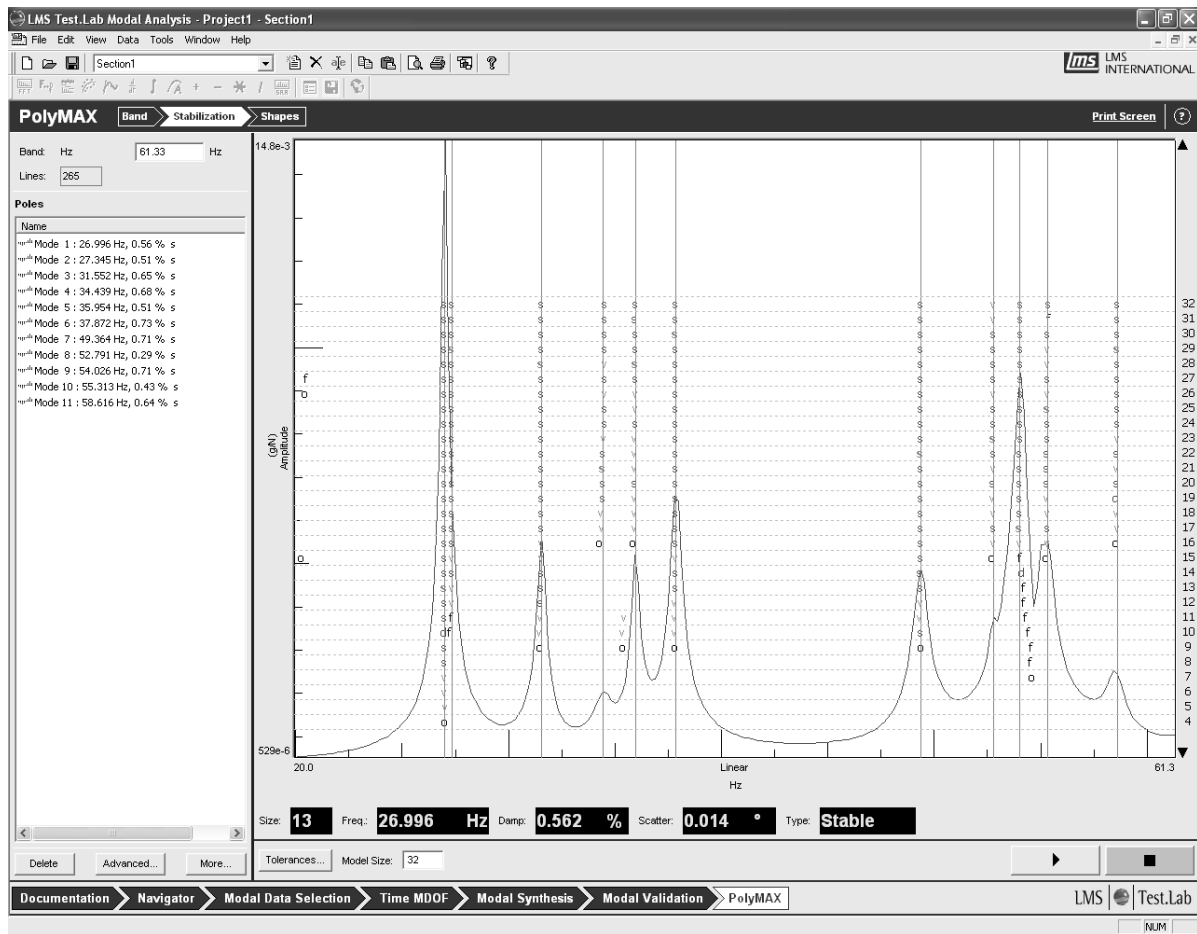 LMS Test.Lab Modal Analysis - Project1 - Section1
File Edit View Data Tools Window Help
Section1
LMS INTERNATIONAL
PolyMAX Band Stabilization Shapes Print Screen
Band: Hz 61.33 Hz
Lines: 265
Poles
Name
Mode 1 : 26.996 Hz, 0.56 % s
Mode 2 : 27.345 Hz, 0.51 % s
Mode 3 : 31.552 Hz, 0.65 % s
Mode 4 : 34.439 Hz, 0.68 % s
Mode 5 : 35.954 Hz, 0.51 % s
Mode 6 : 37.872 Hz, 0.73 % s
Mode 7 : 49.364 Hz, 0.71 % s
Mode 8 : 52.791 Hz, 0.29 % s
Mode 9 : 54.026 Hz, 0.71 % s
Mode 10 : 55.313 Hz, 0.43 % s
Mode 11 : 58.616 Hz, 0.64 % s
14.8e-3
(g/N)
Amplitude
529e-6
32
31
30
29
28
27
26
25
24
23
22
21
20
19
18
17
16
15
14
13
12
11
10
9
8
7
6
5
4
20.0 Linear 61.3
Hz
Size: 13 Freq.: 26.996 Hz Damp: 0.562 % Scatter: 0.014 ° Type: Stable
Delete Advanced... More... Tolerances... Model Size: 32
Documentation Navigator Modal Data Selection Time MDOF Modal Synthesis Modal Validation PolyMAX LMS Test.Lab
NUM